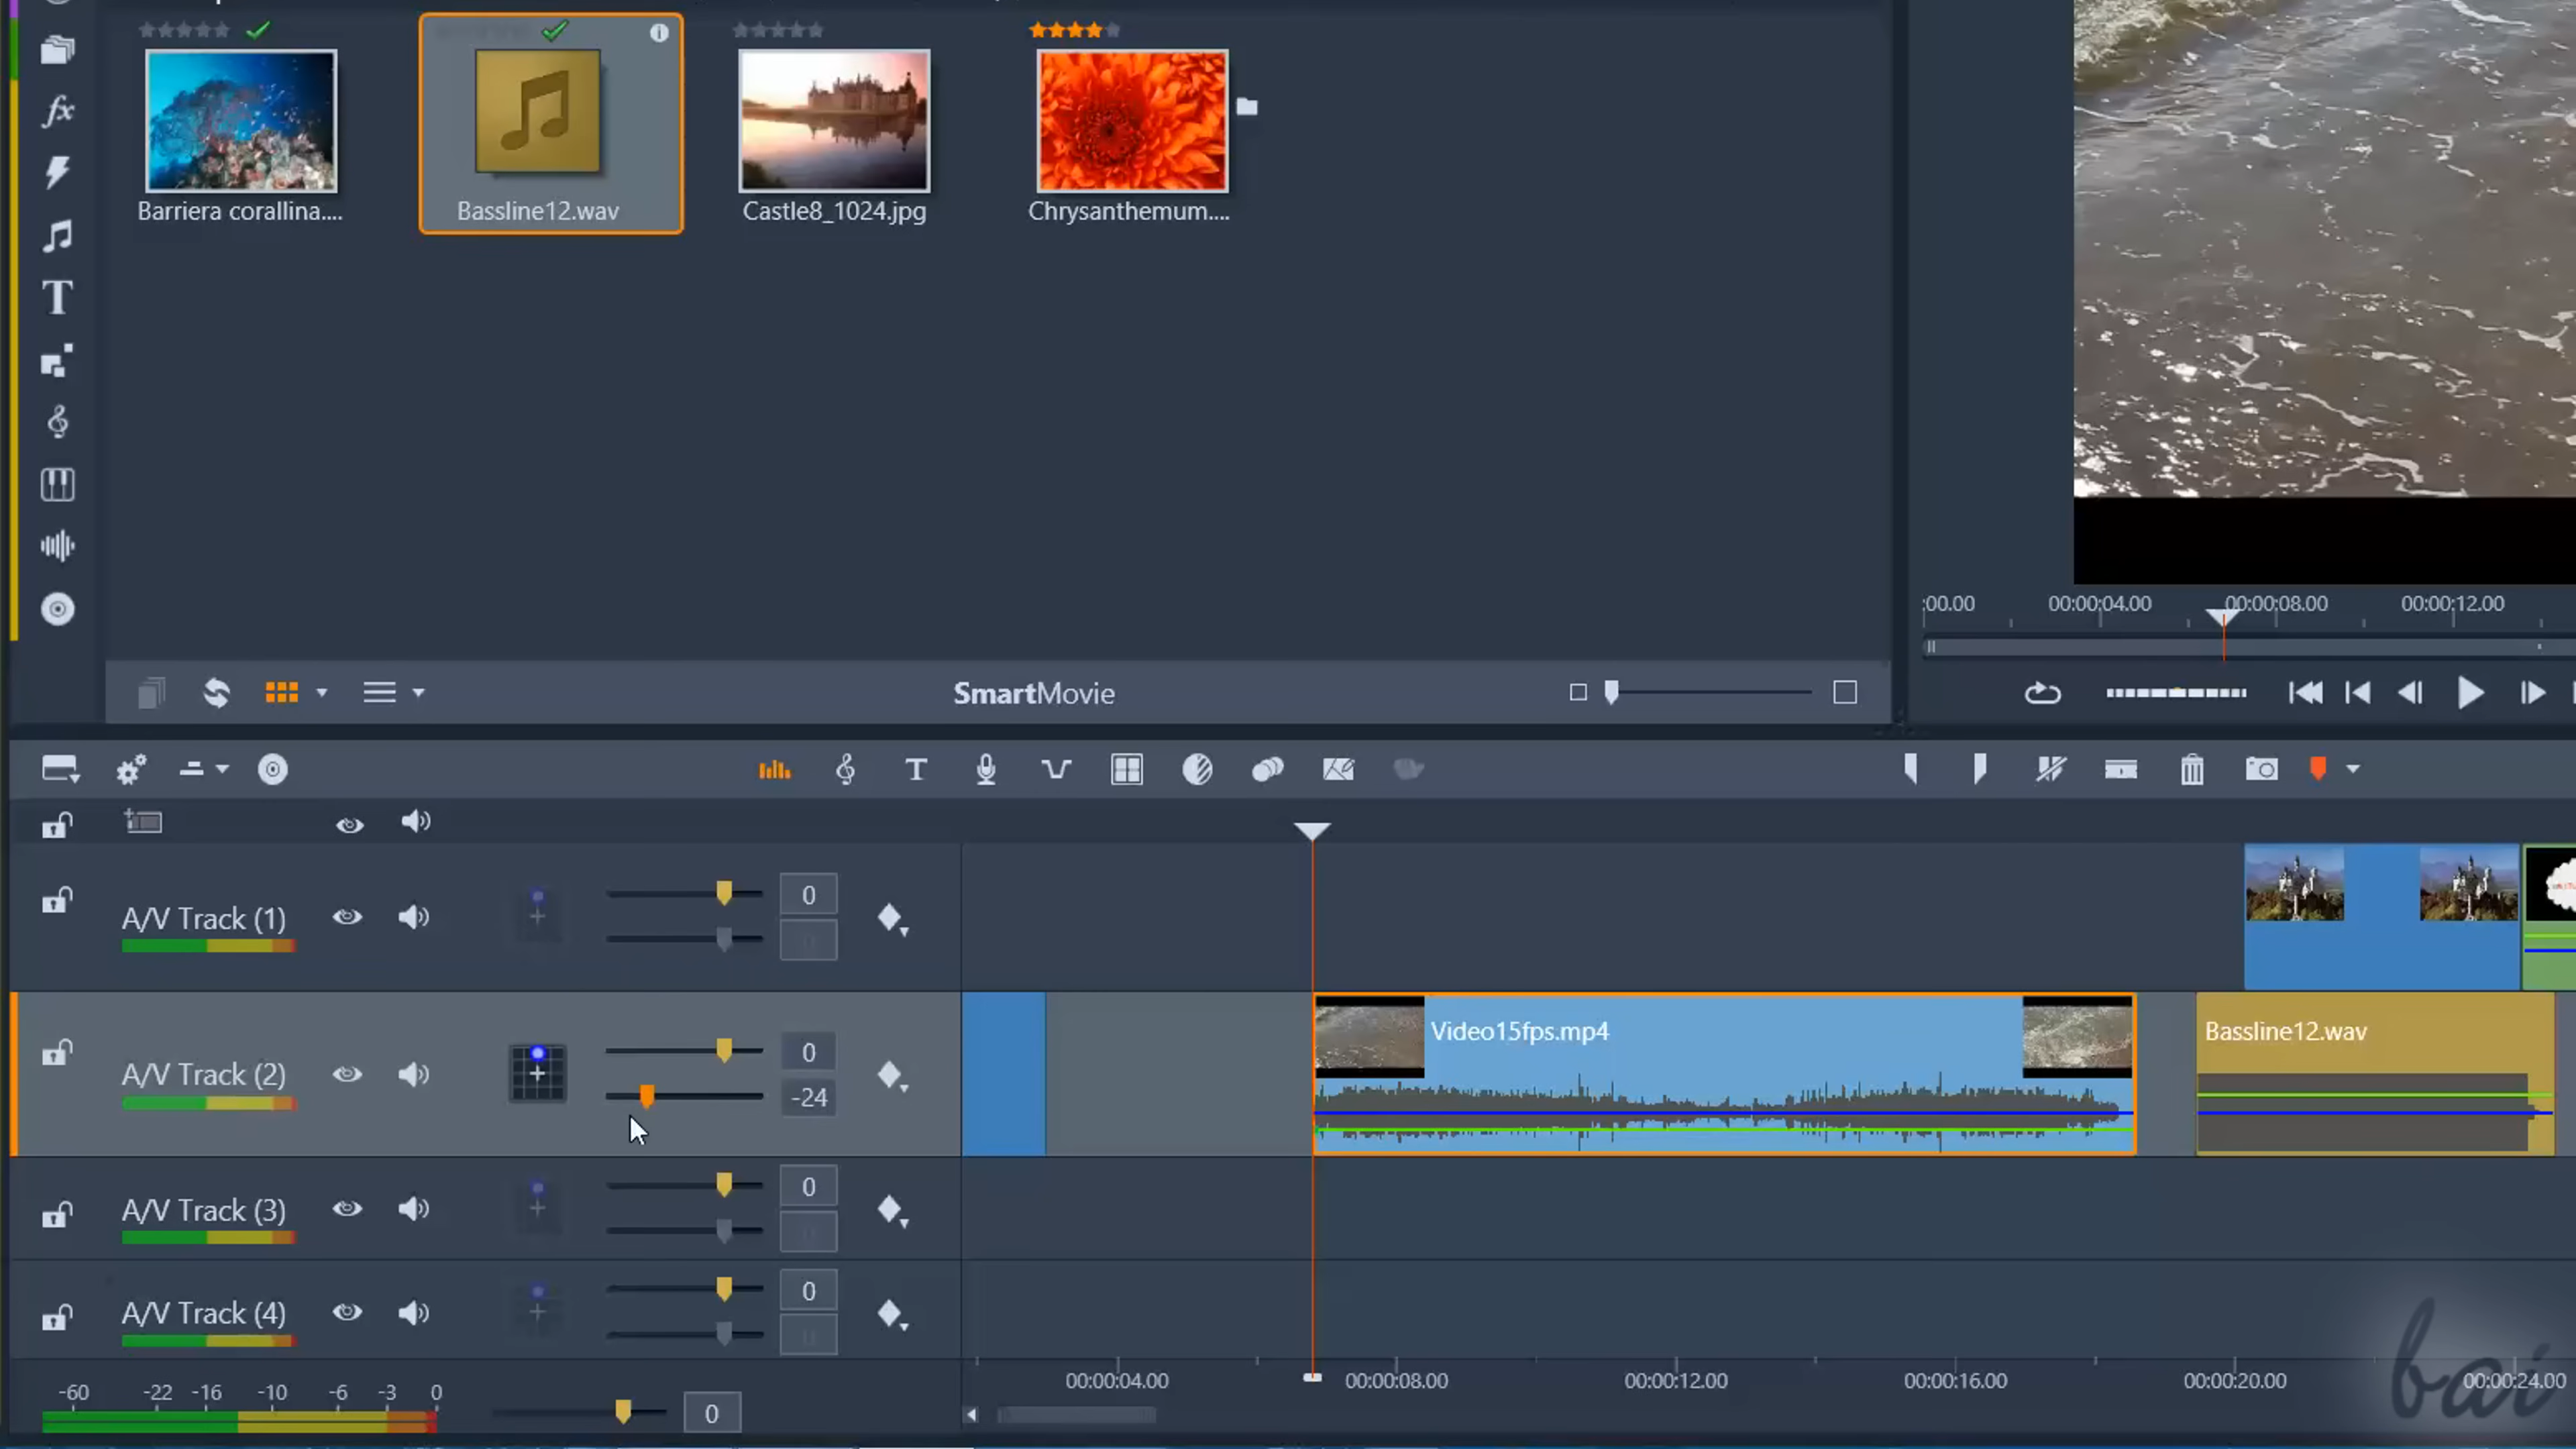 Barriera corallina....
Bassline12.wav
Castle8_1024.jpg
Chrysanthemum....
:00.00 00:00:04.00 00:00:08.00 00:00:12.00
SmartMovie
A/V Track (1)
0
A/V Track (2)
0
-24
Video15fps.mp4
Bassline12.wav
A/V Track (3)
0
A/V Track (4)
0
00:00:04.00 00:00:08.00 00:00:12.00 00:00:16.00 00:00:20.00 00:00:24.00
-60 -22 -16 -10 -6 -3 0
0
bai